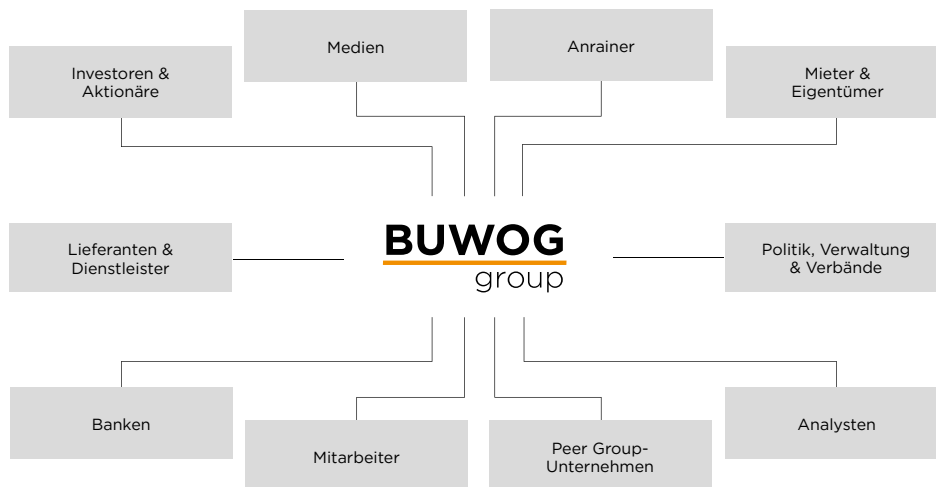 Medien
Anrainer
Investoren &
Aktionäre
Mieter &
Eigentümer
Lieferanten &
Dienstleister
BUWOG
group
Politik, Verwaltung
& Verbände
Banken
Mitarbeiter
Peer Group-
Unternehmen
Analysten